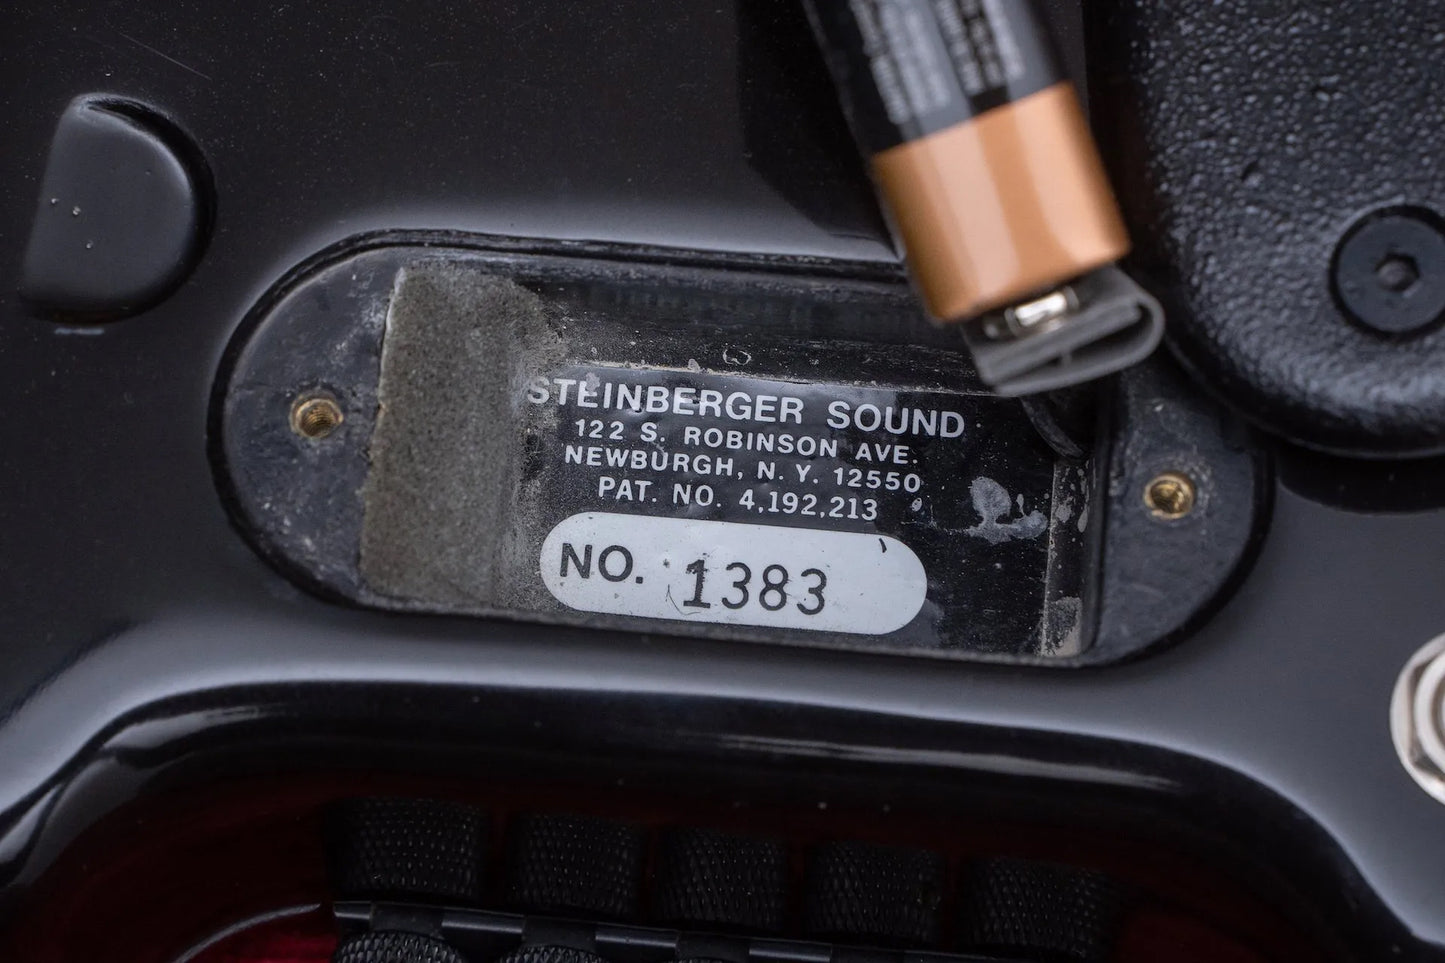 STEINBERGER SOUND
122 S. ROBINSON AVE.
NEWBURGH, N. Y. 12550
PAT. NO. 4,192,213
NO. 1383